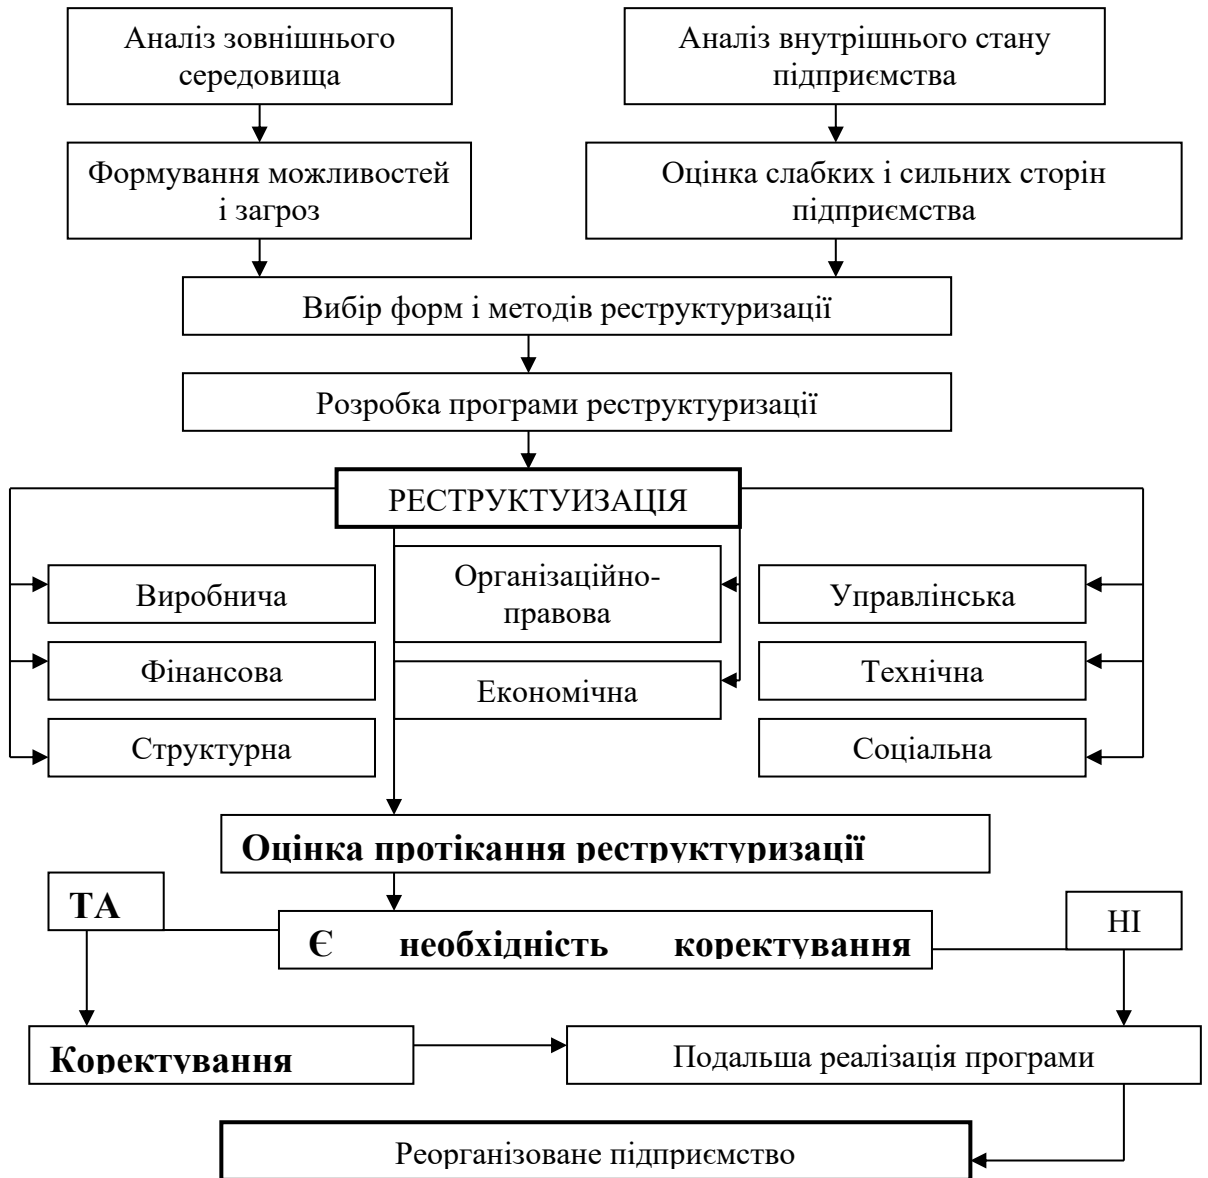 Аналіз зовнішнього
середовища
Аналіз внутрішнього стану
підприємства
Формування можливостей
і загроз
Оцінка слабких і сильних сторін
підприємства
Вибір форм і методів реструктуризації
Розробка програми реструктуризації
РЕСТРУКТУИЗАЦІЯ
Виробнича
Фінансова
Структурна
Організаційно-
правова
Економічна
Управлінська
Технічна
Соціальна
Оцінка протікання реструктуризації
ТА
Є необхідність коректування
НІ
Коректування
Подальша реалізація програми
Реорганізоване підприємство